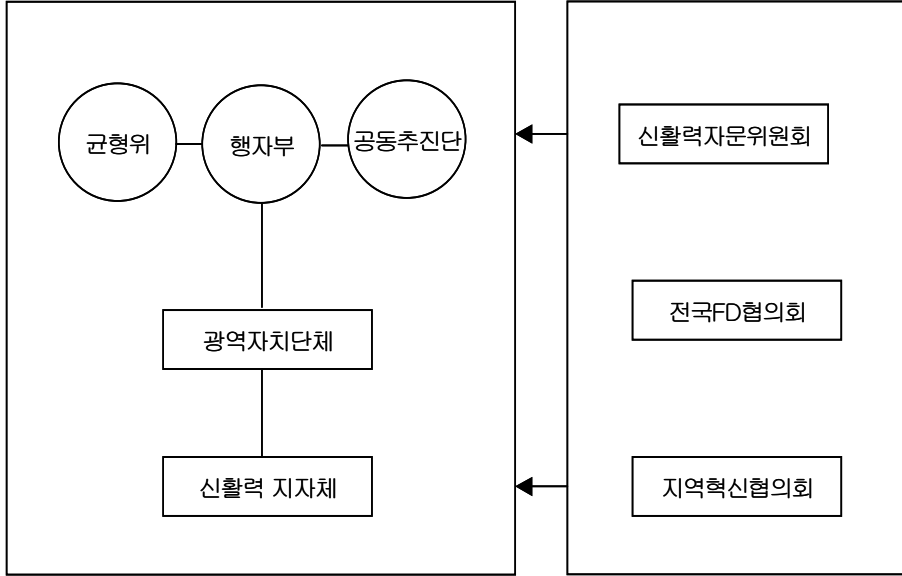 균형위
행자부
공동추진단
광역자치단체
신활력 지자체
신활력자문위원회
전국FD협의회
지역혁신협의회